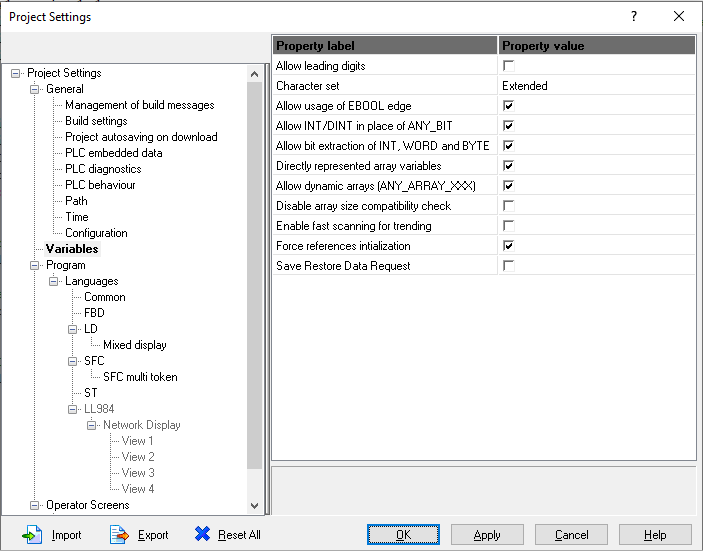 Project Settings
?
Property label Property value
Allow leading digits
Character set Extended
Allow usage of EBOOL edge
Allow INT/DINT in place of ANY_BIT
Allow bit extraction of INT, WORD and BYTE
Directly represented array variables
Allow dynamic arrays (ANY_ARRAY_XXX)
Disable array size compatibility check
Enable fast scanning for trending
Force references intialization
Save Restore Data Request
Project Settings
General
Management of build messages
Build settings
Project autosaving on download
PLC embedded data
PLC diagnostics
PLC behaviour
Path
Time
Configuration
Variables
Program
Languages
Common
FBD
LD
Mixed display
SFC
SFC multi token
ST
LL984
Network Display
View 1
View 2
View 3
View 4
Operator Screens
Import Export Reset All OK Apply Cancel Help